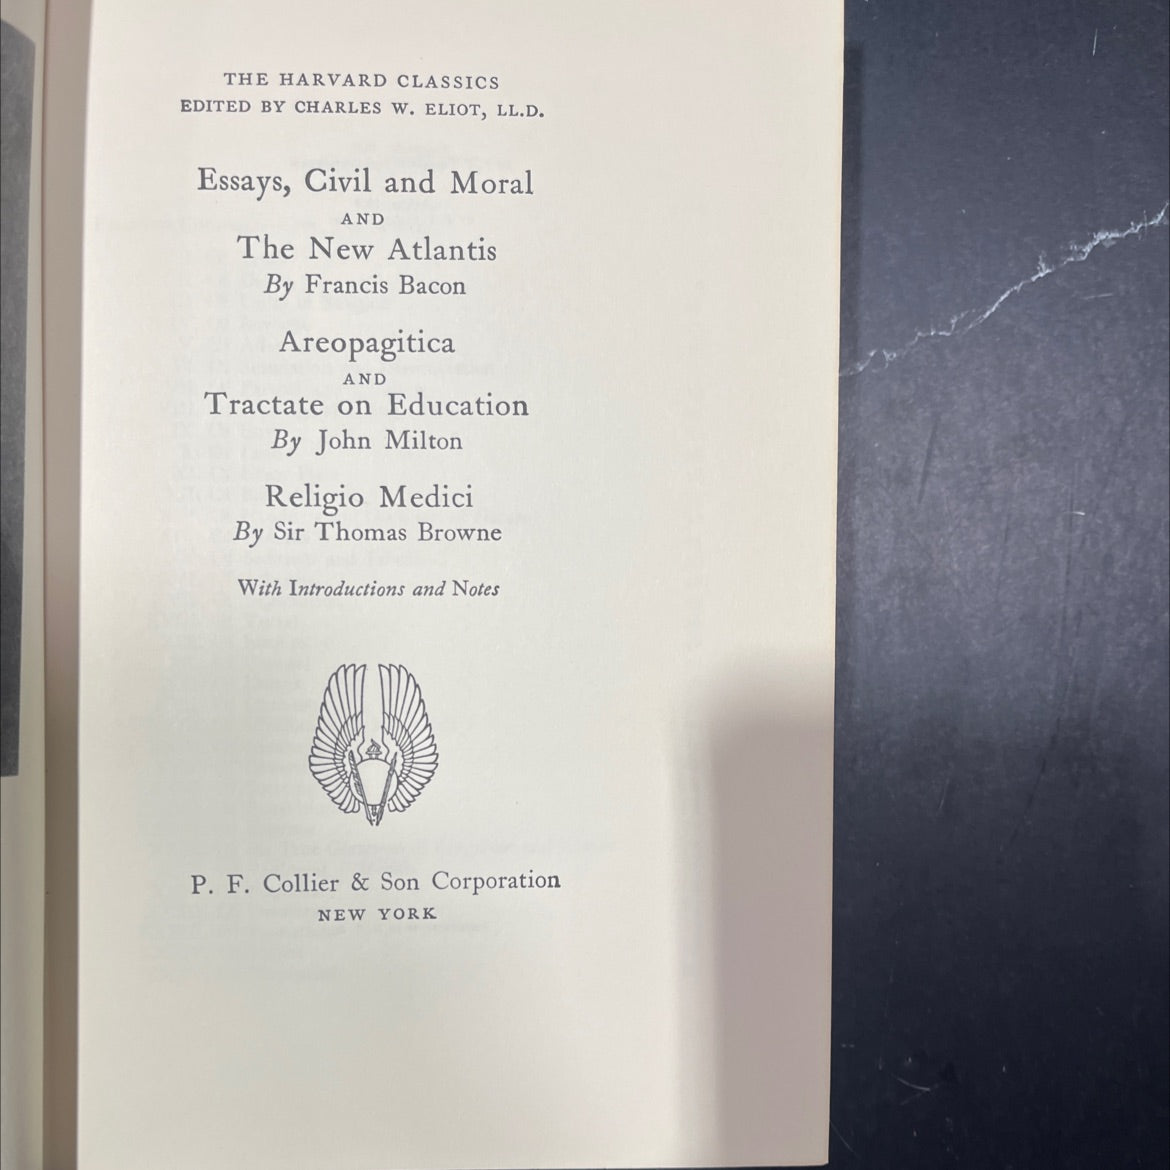 THE HARVARD CLASSICS
EDITED BY CHARLES W. ELIOT, LL.D.
Essays, Civil and Moral
AND
The New Atlantis
By Francis Bacon
Areopagitica
AND
Tractate on Education
By John Milton
Religio Medici
By Sir Thomas Browne
With Introductions and Notes
P. F. Collier & Son Corporation
NEW YORK